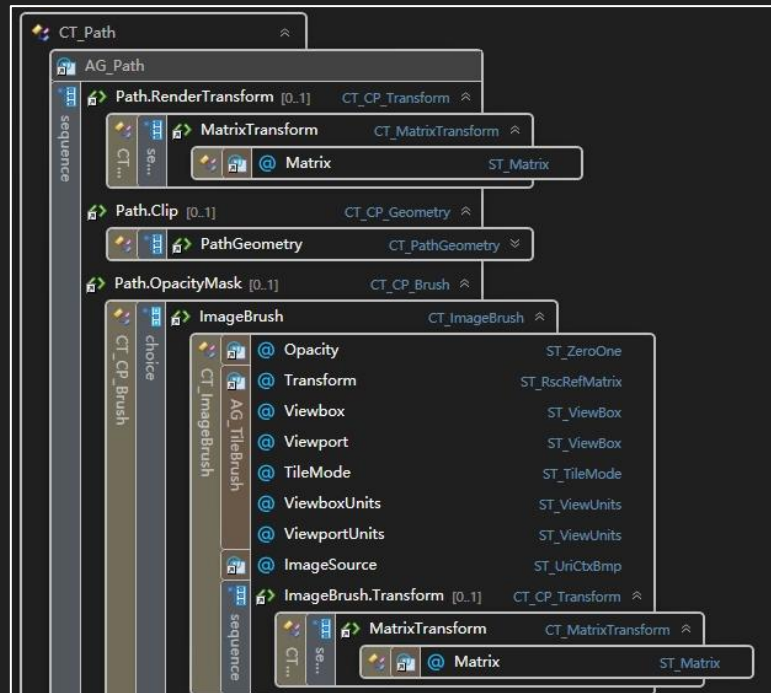 CT_Path
AG_Path
sequence
Path.RenderTransform [0..1] CT_CP_Transform
CT...
se...
MatrixTransform CT_MatrixTransform
@ Matrix ST_Matrix
Path.Clip [0..1] CT_CP_Geometry
PathGeometry CT_PathGeometry
Path.OpacityMask [0..1] CT_CP_Brush
CT_CP_Brush
choice
ImageBrush CT_ImageBrush
CT_ImageBrush
@ Opacity ST_ZeroOne
AG_TileBrush
@ Transform ST_RscRefMatrix
@ Viewbox ST_ViewBox
@ Viewport ST_ViewBox
@ TileMode ST_TileMode
@ ViewboxUnits ST_ViewUnits
@ ViewportUnits ST_ViewUnits
@ ImageSource ST_UriCtxBmp
sequence
ImageBrush.Transform [0..1] CT_CP_Transform
CT...
se...
MatrixTransform CT_MatrixTransform
@ Matrix ST_Matrix